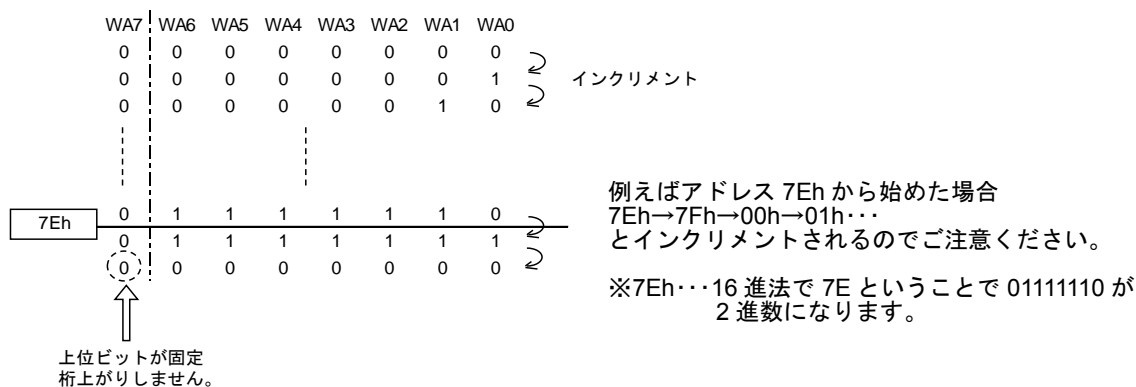 WA7 WA6 WA5 WA4 WA3 WA2 WA1 WA0
0 0 0 0 0 0 0 0
0 0 0 0 0 0 0 1
インクリメント
0 0 0 0 0 0 1 0
7Eh
0 1 1 1 1 1 1 0
0 1 1 1 1 1 1 1
0 0 0 0 0 0 0 0
上位ビットが固定
桁上がりしません。
例えばアドレス 7Eh から始めた場合
7Eh→7Fh→00h→01h･･･
とインクリメントされるのでご注意ください。
※7Eh･･･16 進法で 7E ということで 01111110 が
2 進数になります。